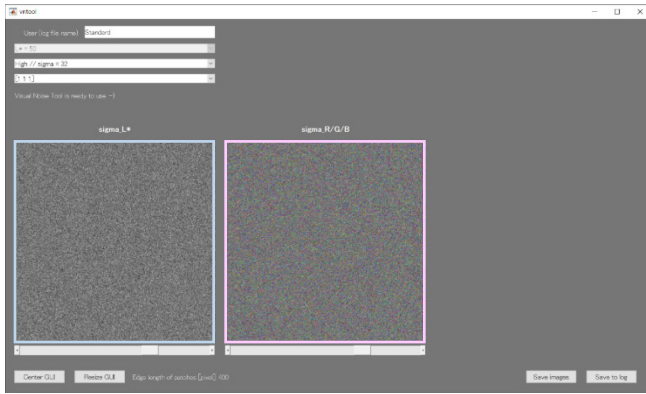 vntool
User (log file name) Standard
L* = 50
High // sigma = 32
[1 1 1]
Visual Noise Tool is ready to use :-)
sigma_L*
sigma_R/G/B
Center GUI
Resize GUI
Edge length of patches [pixel] 400
Save images
Save to log